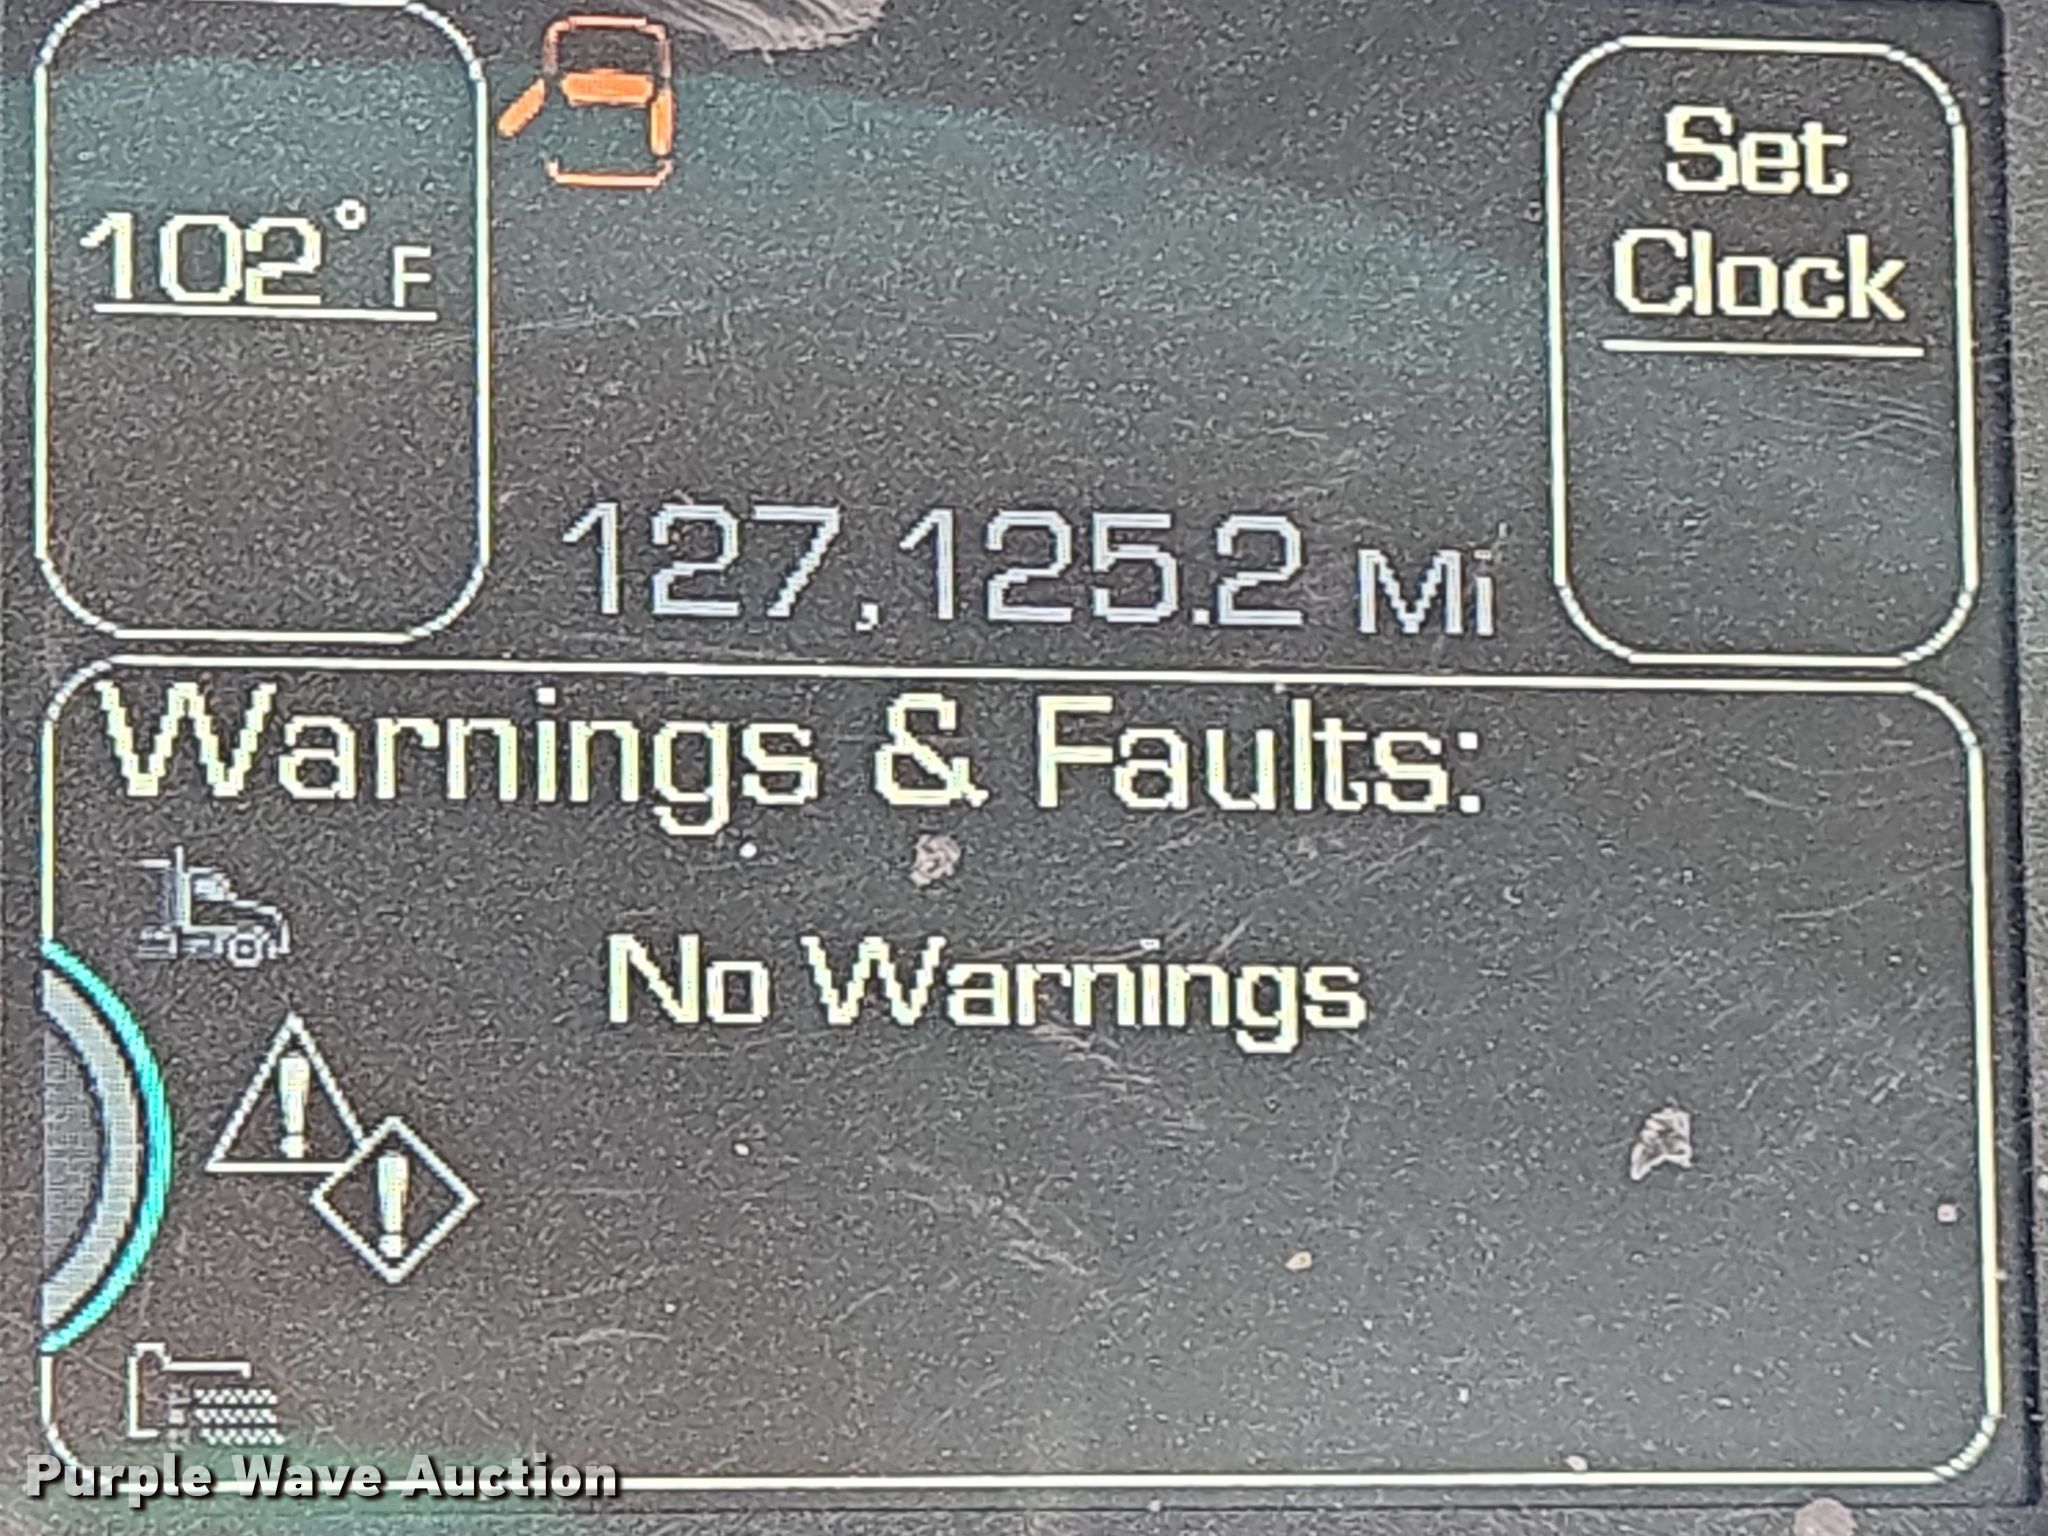 102° F
Set
Clock
127,125.2 Mi
Warnings & Faults:
No Warnings
Purple Wave Auction